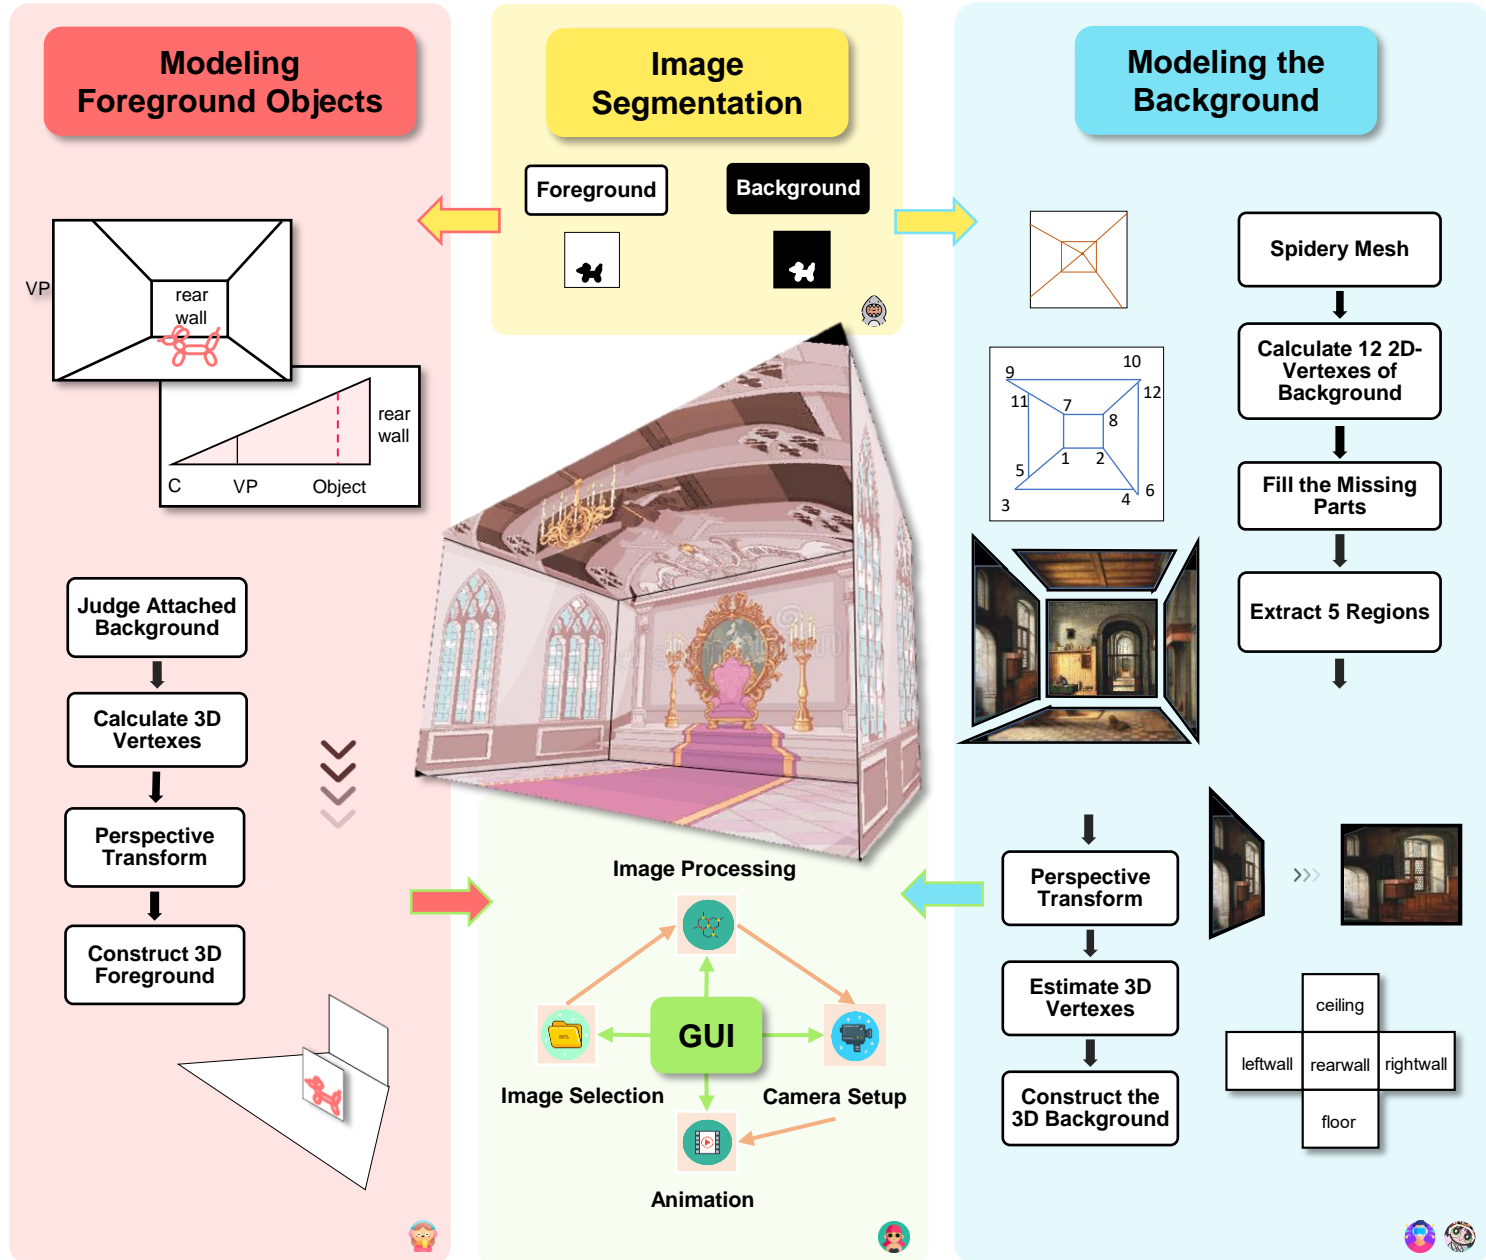 Modeling
Foreground Objects
VP
rear
wall
rear
wall
C
VP
Object
Judge Attached
Background
Calculate 3D
Vertexes
Perspective
Transform
Construct 3D
Foreground
Image
Segmentation
Foreground
Background
Image Processing
GUI
Image Selection
Camera Setup
Animation
Modeling the
Background
Spidery Mesh
Calculate 12 2D-
Vertexes of
Background
Fill the Missing
Parts
Extract 5 Regions
9
10
11
12
7
8
1
2
5
3
4
6
Perspective
Transform
Estimate 3D
Vertexes
Construct the
3D Background
ceiling
leftwall
rearwall
rightwall
floor